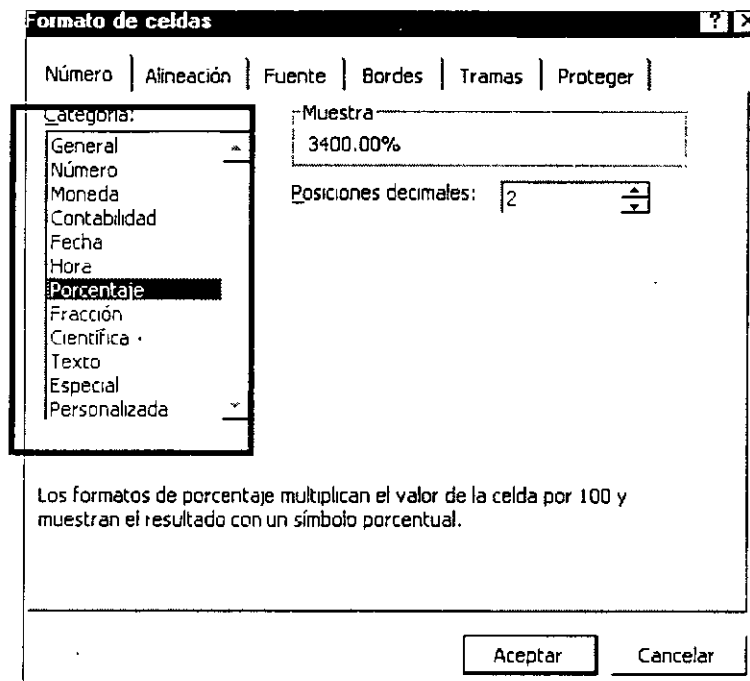 Formato de celdas
Número Alineación Fuente Bordes Tramas Proteger
Categoría:
General
Número
Moneda
Contabilidad
Fecha
Hora
Porcentaje
Fracción
Científica
Texto
Especial
Personalizada
Muestra
3400.00%
Posiciones decimales: 2
Los formatos de porcentaje multiplican el valor de la celda por 100 y
muestran el resultado con un símbolo porcentual.
Aceptar Cancelar